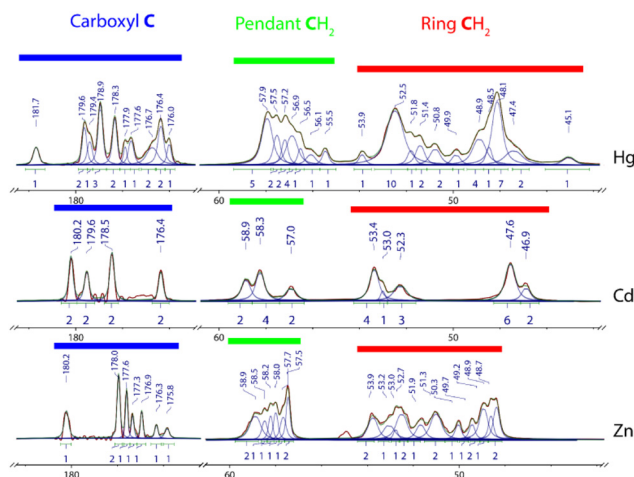 Carboxyl C Pendant CH₂ Ring CH₂
181.7 179.6 179.4 178.9 178.3 177.9 177.6 176.7 176.4 176.0 57.9 57.5 57.2 56.9 56.5 56.1 55.5 53.9 52.5 51.8 51.4 50.8 49.9 48.9 48.5 48.1 47.4 45.1
Hg
1 2 1 3 2 1 1 2 2 1 5 2 2 4 1 1 1 1 10 1 2 2 1 4 1 7 2 1
180 60 50
180.2 179.6 178.5 176.4 58.9 58.3 57.0 53.4 53.0 52.3 47.6 46.9
Cd
2 2 2 2 2 4 2 4 1 3 6 2
180 60 50
180.2 178.0 177.6 177.3 176.9 176.3 175.8 58.9 58.5 58.2 58.0 57.7 57.5 53.9 53.2 53.0 52.7 51.9 51.3 50.3 49.7 49.2 48.9 48.7
Zn
1 2 1 1 1 1 1 2 1 1 1 1 2
180 60 50